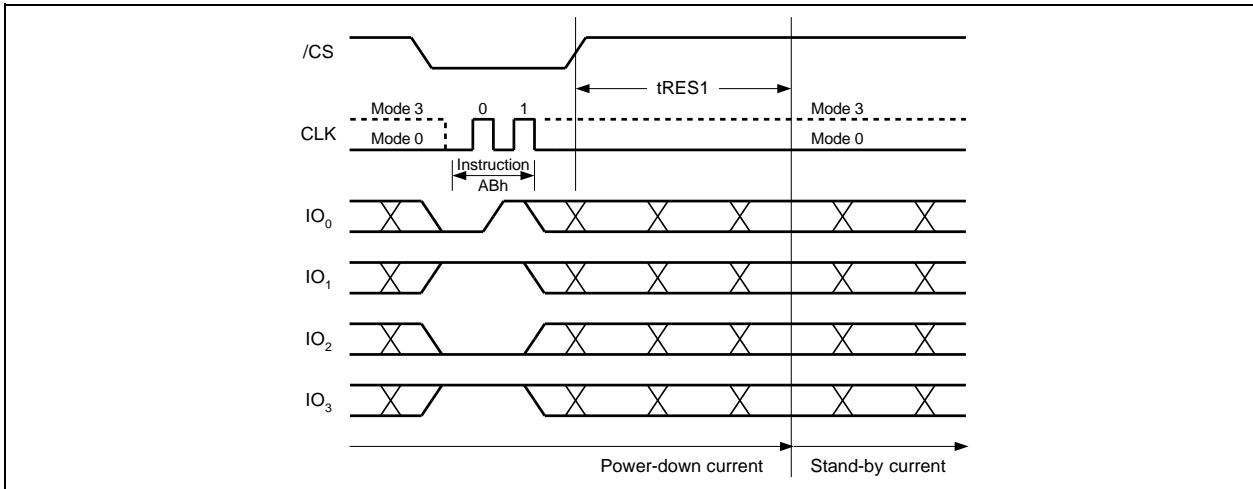 /CS
tRES1
Mode 3 0 1 Mode 3
CLK
Mode 0 Mode 0
Instruction
ABh
IO0
IO1
IO2
IO3
Power-down current Stand-by current